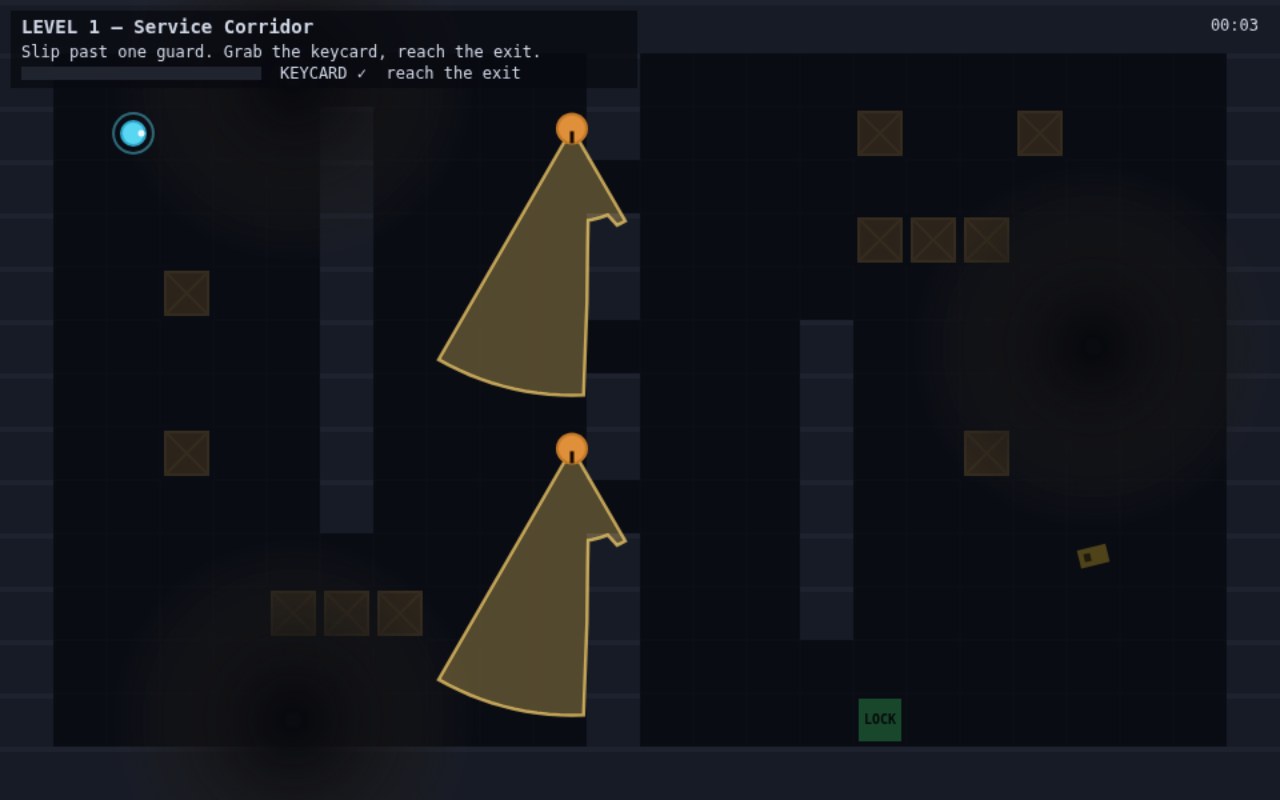 LEVEL 1 — Service Corridor
00:03
Slip past one guard. Grab the keycard, reach the exit.
KEYCARD ✓ reach the exit
LOCK